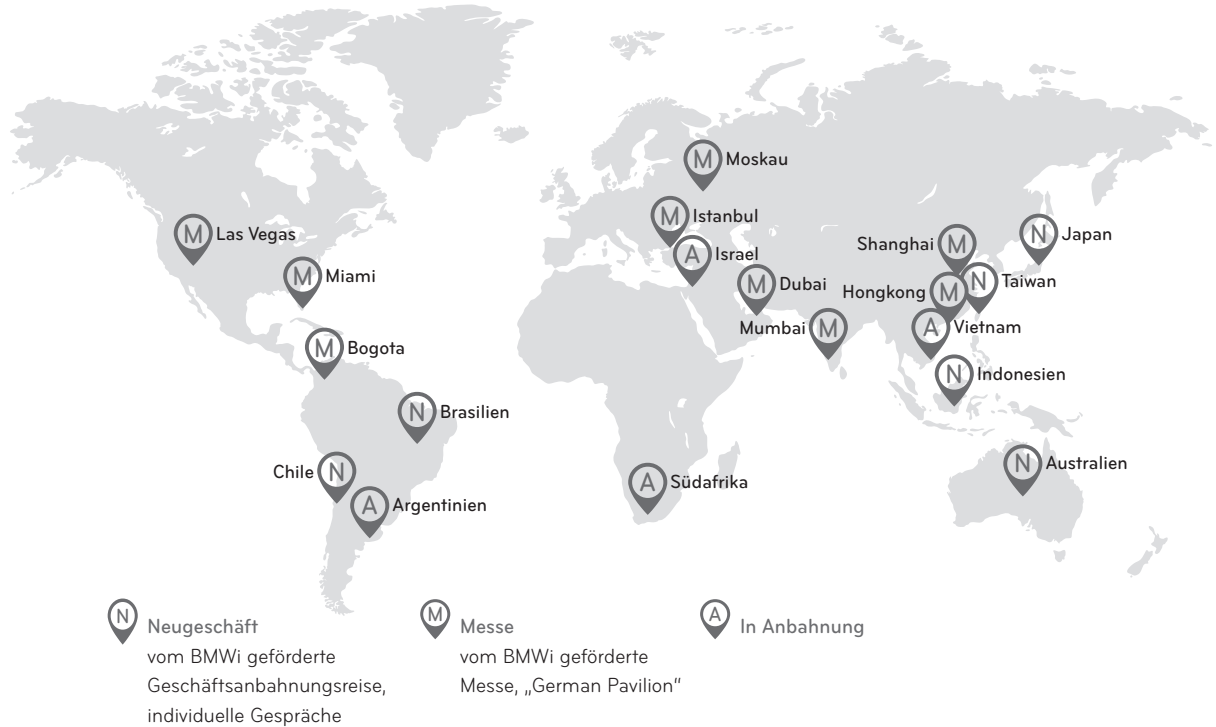 M Moskau
M Istanbul
M Las Vegas
Shanghai M
N Japan
A Israel
M Miami
M Dubai
Hongkong M
N Taiwan
Mumbai M
A Vietnam
M Bogota
N Indonesien
N Brasilien
Chile N
A Südafrika
N Australien
A Argentinien
N Neugeschäft
vom BMWi geförderte
Geschäftsanbahnungsreise,
individuelle Gespräche
M Messe
vom BMWi geförderte
Messe, „German Pavilion“
A In Anbahnung